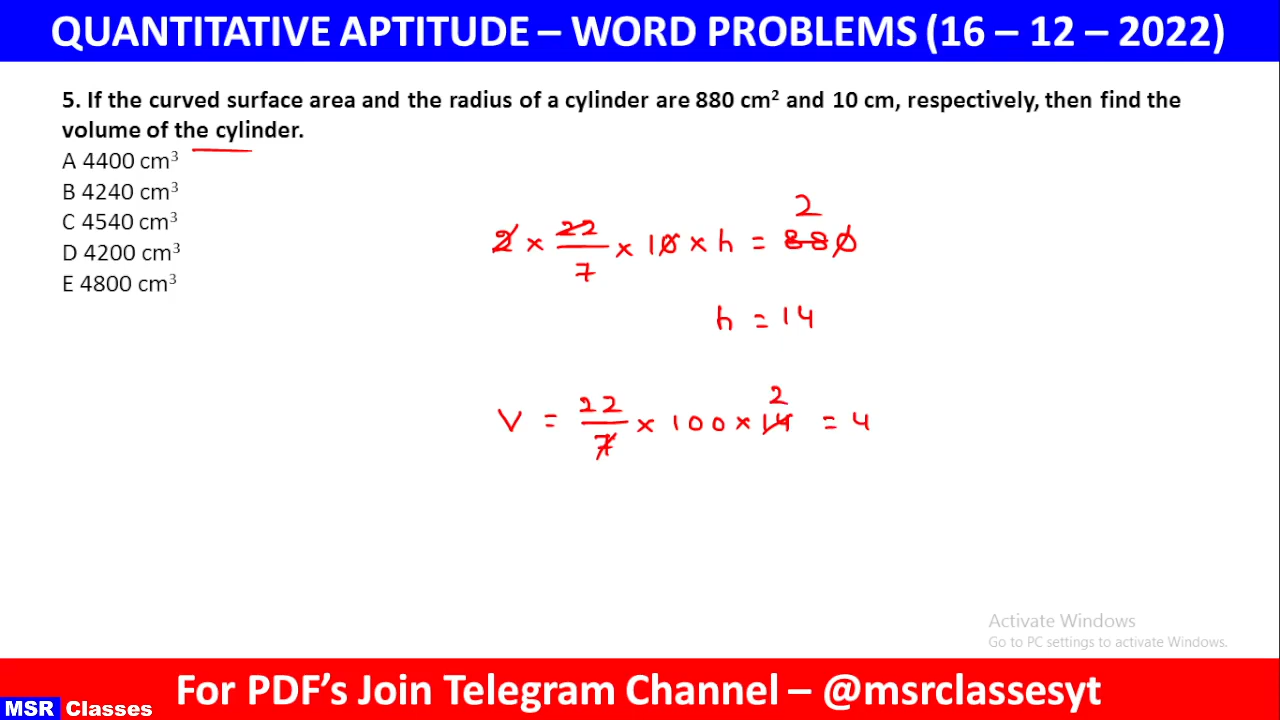 QUANTITATIVE APTITUDE – WORD PROBLEMS (16 – 12 – 2022)
5. If the curved surface area and the radius of a cylinder are 880 cm² and 10 cm, respectively, then find the
volume of the cylinder.
A 4400 cm³
B 4240 cm³
C 4540 cm³
D 4200 cm³
E 4800 cm³
2
2 × 22/7 × 10 × h = 880
h = 14
2
V = 22/7 × 100 × 14 = 4
Activate Windows
Go to PC settings to activate Windows.
For PDF's Join Telegram Channel – @msrclassesyt
MSR Classes